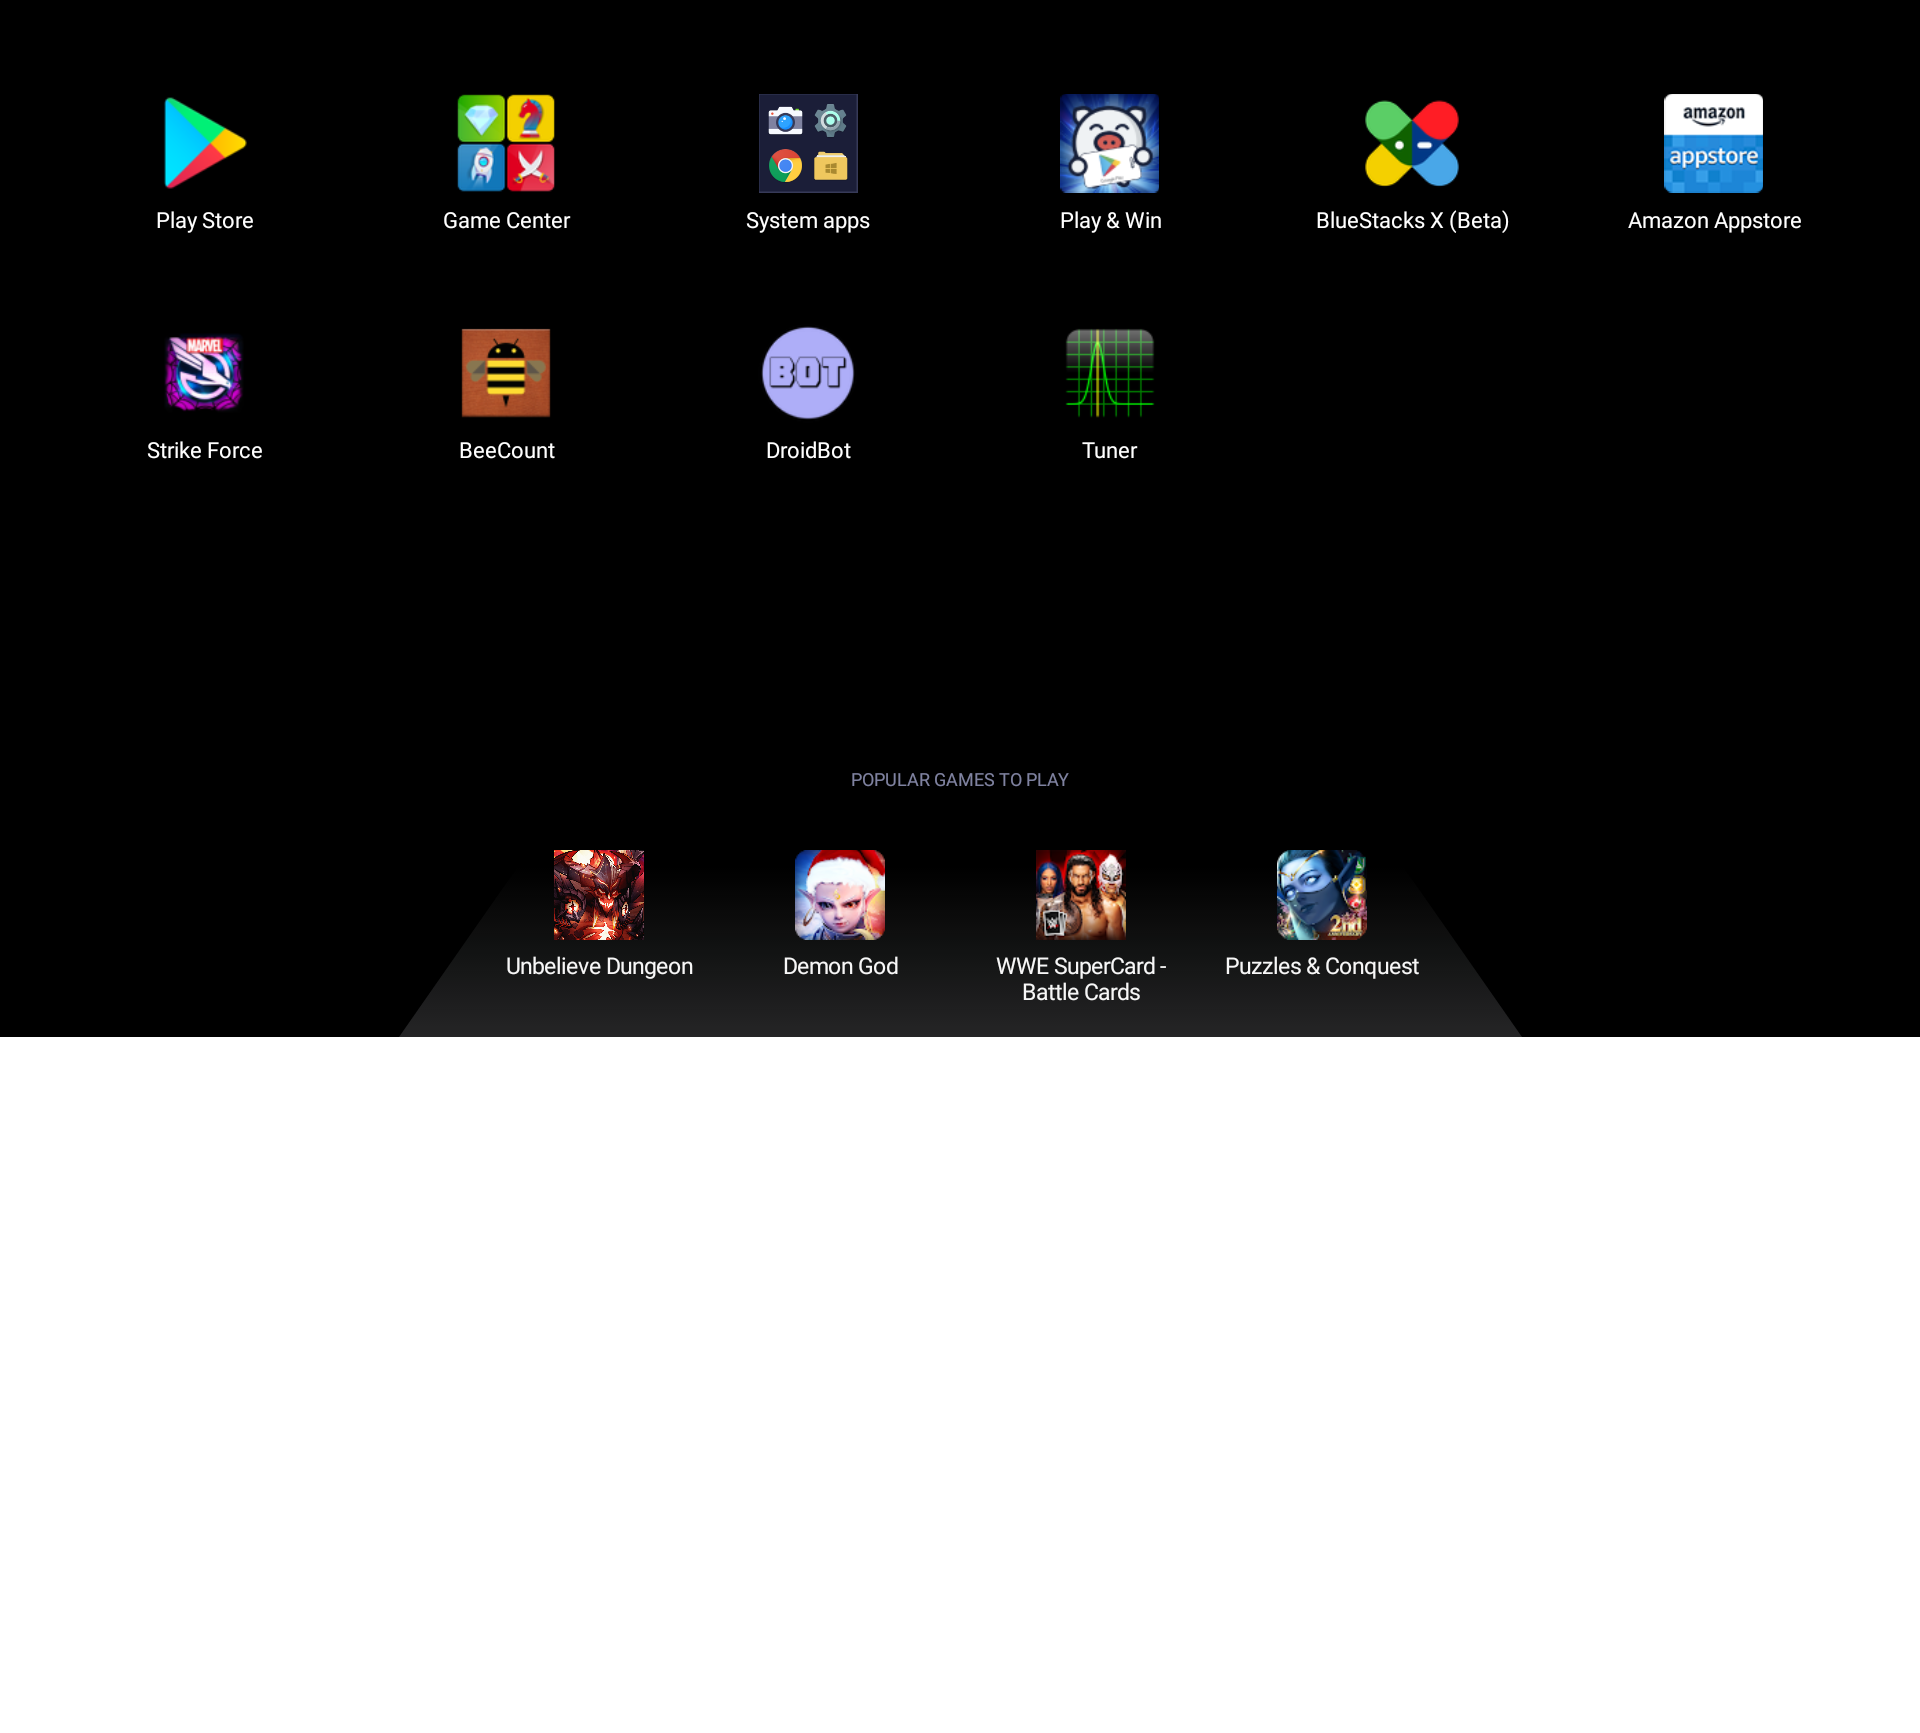 amazon
appstore
Play Store
Game Center
System apps
Play & Win
BlueStacks X (Beta)
Amazon Appstore
MARVEL
BOT
Strike Force
BeeCount
DroidBot
Tuner
POPULAR GAMES TO PLAY
2nd
Unbelieve Dungeon
Demon God
WWE SuperCard -
Battle Cards
Puzzles & Conquest